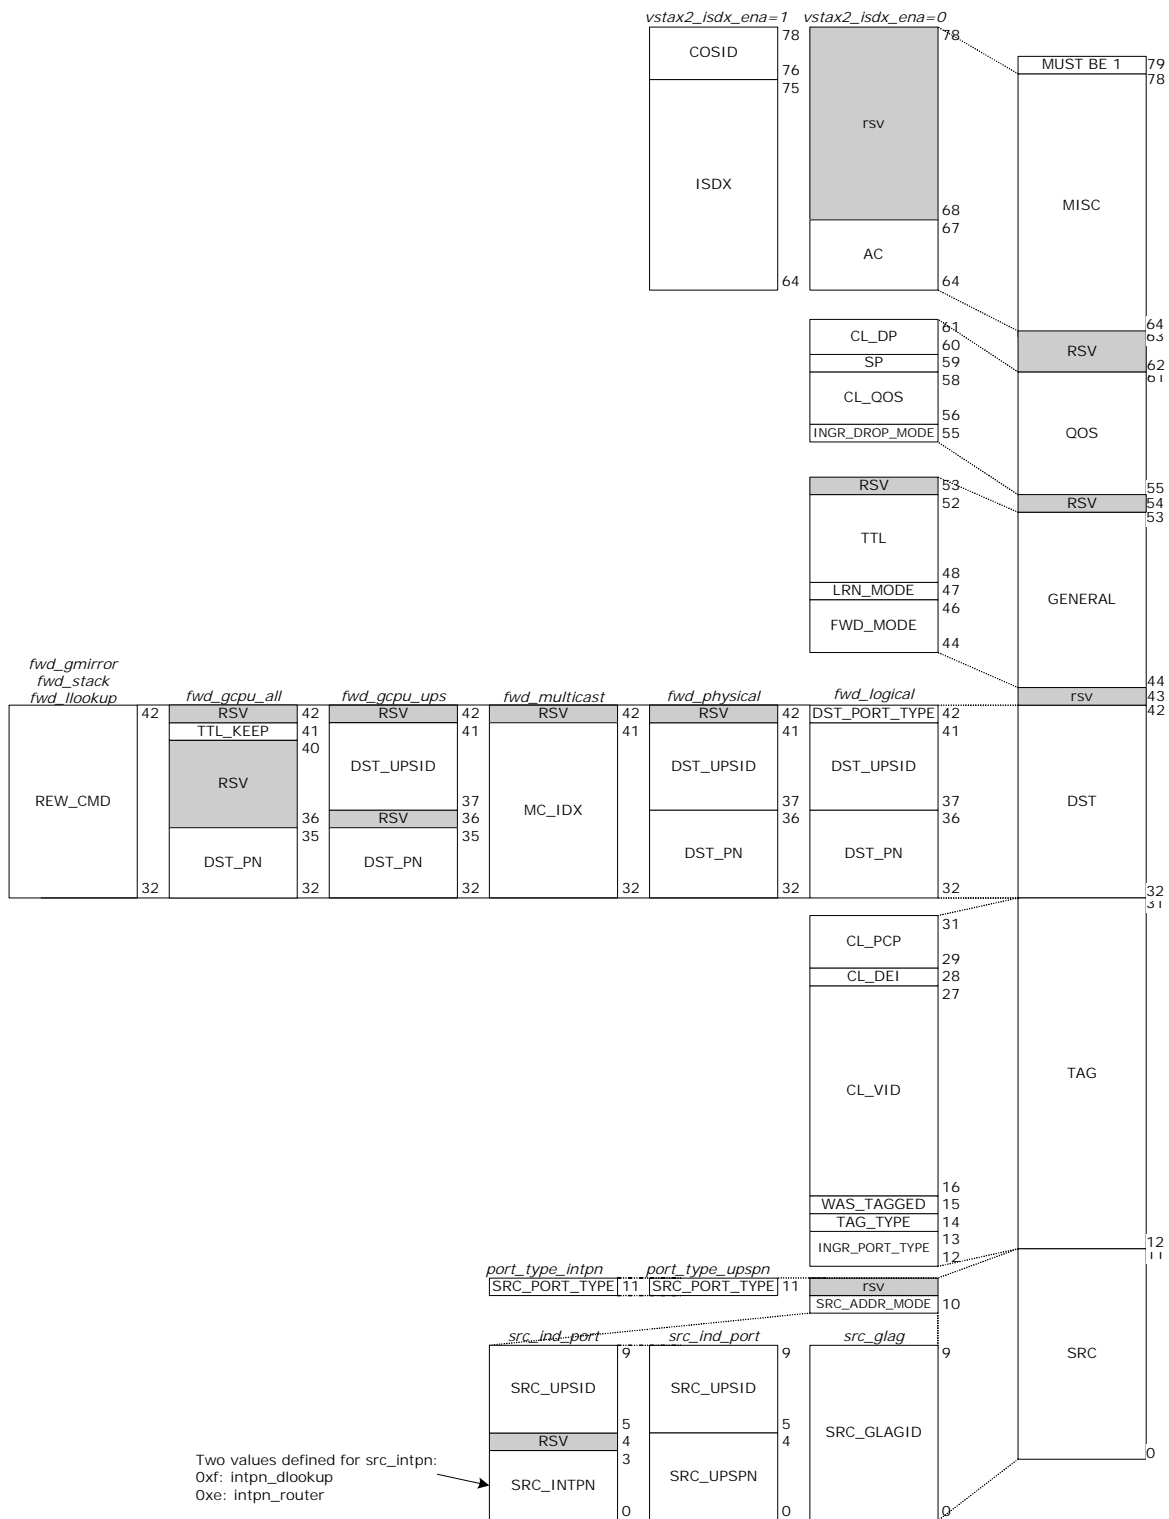 vstax2_isdx_ena=1 vstax2_isdx_ena=0
COSID
78
76
ISDX
75
64
rsv
78
68
AC
67
64
MUST BE 1
79
MISC
78
64
RSV
63
62
CL_DP
61
60
SP
59
CL_QOS
58
56
INGR_DROP_MODE
55
QOS
61
55
RSV
54
RSV
53
TTL
52
48
LRN_MODE
47
FWD_MODE
46
44
GENERAL
53
44
rsv
43
fwd_gmirror
fwd_stack
fwd_llookup
REW_CMD
42
32
fwd_gcpu_all
RSV
42
TTL_KEEP
41
RSV
40
36
DST_PN
35
32
fwd_gcpu_ups
RSV
42
DST_UPSID
41
37
RSV
36
DST_PN
35
32
fwd_multicast
RSV
42
MC_IDX
41
32
fwd_physical
RSV
42
DST_UPSID
41
37
DST_PN
36
32
fwd_logical
DST_PORT_TYPE
42
DST_UPSID
41
37
DST_PN
36
32
DST
42
32
CL_PCP
31
29
CL_DEI
28
CL_VID
27
16
WAS_TAGGED
15
TAG_TYPE
14
INGR_PORT_TYPE
13
12
TAG
31
12
port_type_intpn
SRC_PORT_TYPE
11
port_type_upspn
SRC_PORT_TYPE
11
rsv
SRC_ADDR_MODE
10
src_ind_port
SRC_UPSID
9
5
RSV
4
SRC_INTPN
3
0
src_ind_port
SRC_UPSID
9
5
SRC_UPSPN
4
0
src_glag
SRC_GLAGID
9
0
SRC
11
0
Two values defined for src_intpn:
0xf: intpn_dlookup
0xe: intpn_router